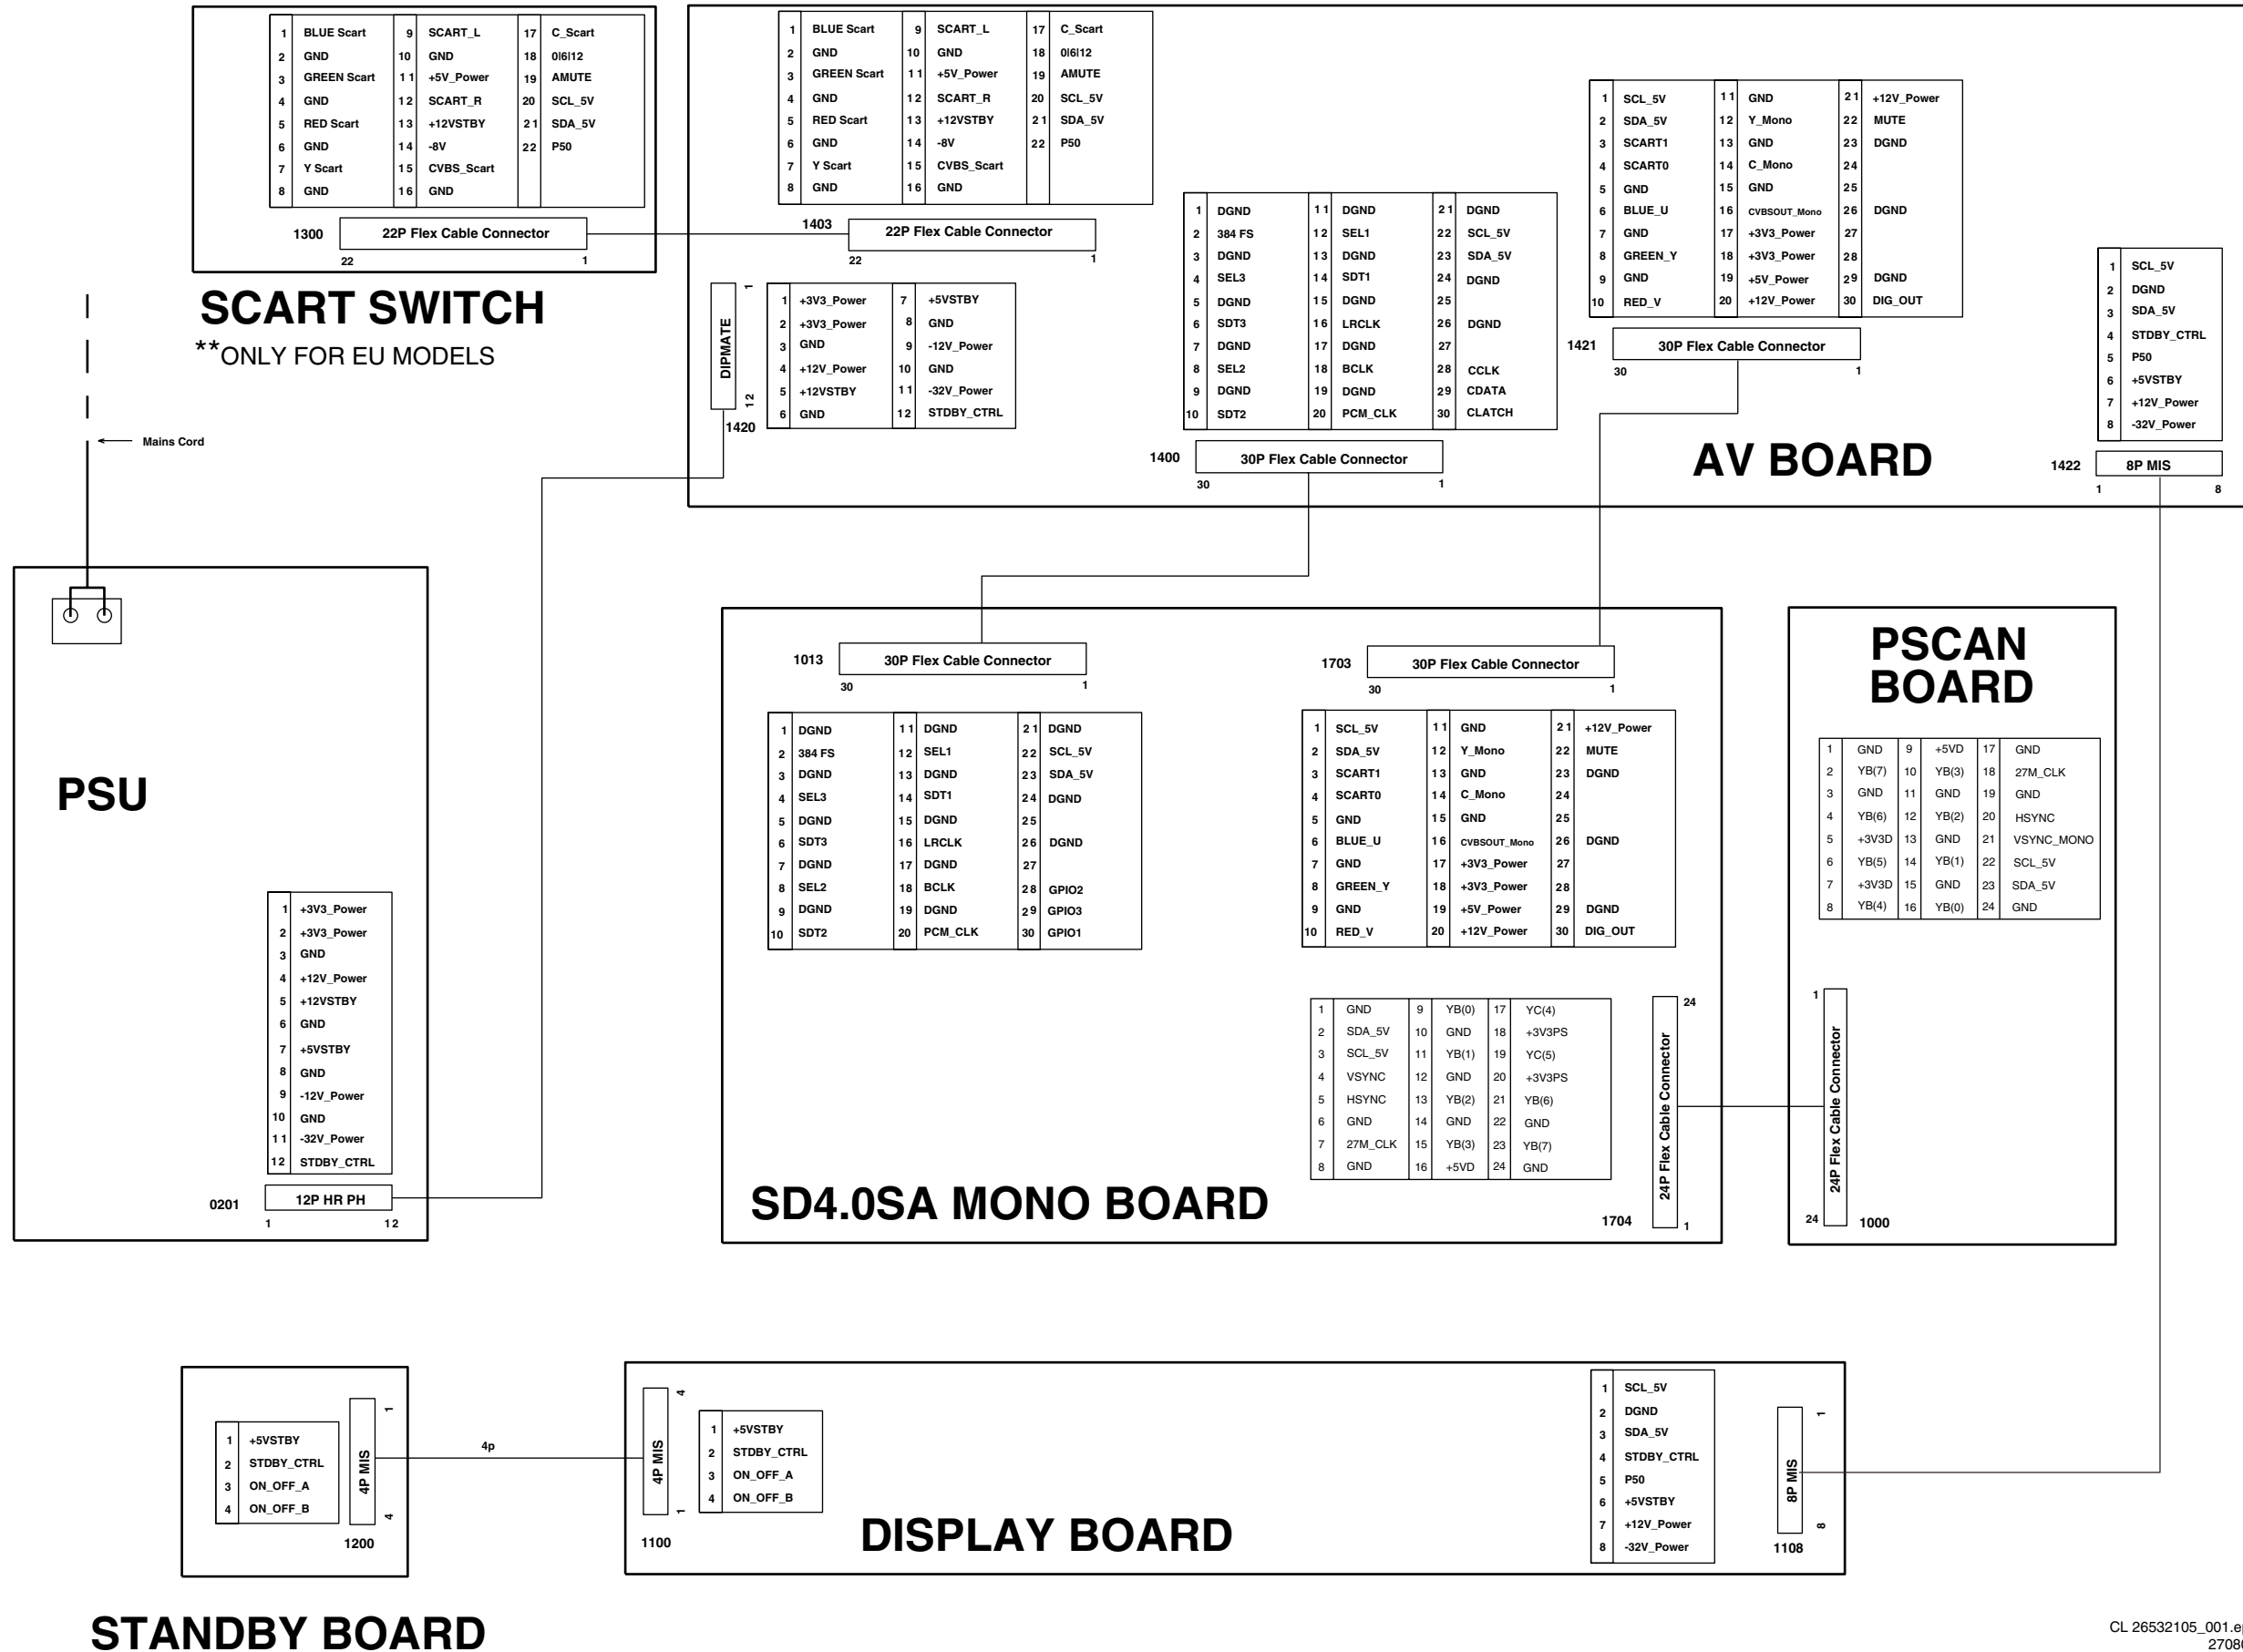 1 BLUE Scart 9 SCART_L 17 C_Scart
2 GND 10 GND 18 0|6|12
3 GREEN Scart 11 +5V_Power 19 AMUTE
4 GND 12 SCART_R 20 SCL_5V
5 RED Scart 13 +12VSTBY 21 SDA_5V
6 GND 14 -8V 22 P50
7 Y Scart 15 CVBS_Scart
8 GND 16 GND
1300 22P Flex Cable Connector
22 1
SCART SWITCH
**ONLY FOR EU MODELS
Mains Cord
1 BLUE Scart 9 SCART_L 17 C_Scart
2 GND 10 GND 18 0|6|12
3 GREEN Scart 11 +5V_Power 19 AMUTE
4 GND 12 SCART_R 20 SCL_5V
5 RED Scart 13 +12VSTBY 21 SDA_5V
6 GND 14 -8V 22 P50
7 Y Scart 15 CVBS_Scart
8 GND 16 GND
1403 22P Flex Cable Connector
22 1
DIPMATE
1
12
1420
1 +3V3_Power 7 +5VSTBY
2 +3V3_Power 8 GND
3 GND 9 -12V_Power
4 +12V_Power 10 GND
5 +12VSTBY 11 -32V_Power
6 GND 12 STDBY_CTRL
1 DGND 11 DGND 21 DGND
2 384 FS 12 SEL1 22 SCL_5V
3 DGND 13 DGND 23 SDA_5V
4 SEL3 14 SDT1 24 DGND
5 DGND 15 DGND 25
6 SDT3 16 LRCLK 26 DGND
7 DGND 17 DGND 27
8 SEL2 18 BCLK 28 CCLK
9 DGND 19 DGND 29 CDATA
10 SDT2 20 PCM_CLK 30 CLATCH
1400 30P Flex Cable Connector
30 1
1 SCL_5V 11 GND 21 +12V_Power
2 SDA_5V 12 Y_Mono 22 MUTE
3 SCART1 13 GND 23 DGND
4 SCART0 14 C_Mono 24
5 GND 15 GND 25
6 BLUE_U 16 CVBSOUT_Mono 26 DGND
7 GND 17 +3V3_Power 27
8 GREEN_Y 18 +3V3_Power 28
9 GND 19 +5V_Power 29 DGND
10 RED_V 20 +12V_Power 30 DIG_OUT
1421 30P Flex Cable Connector
30 1
AV BOARD
1 SCL_5V
2 DGND
3 SDA_5V
4 STDBY_CTRL
5 P50
6 +5VSTBY
7 +12V_Power
8 -32V_Power
1422 8P MIS
1 8
PSU
1 +3V3_Power
2 +3V3_Power
3 GND
4 +12V_Power
5 +12VSTBY
6 GND
7 +5VSTBY
8 GND
9 -12V_Power
10 GND
11 -32V_Power
12 STDBY_CTRL
0201 12P HR PH
1 12
1013 30P Flex Cable Connector
30 1
1 DGND 11 DGND 21 DGND
2 384 FS 12 SEL1 22 SCL_5V
3 DGND 13 DGND 23 SDA_5V
4 SEL3 14 SDT1 24 DGND
5 DGND 15 DGND 25
6 SDT3 16 LRCLK 26 DGND
7 DGND 17 DGND 27
8 SEL2 18 BCLK 28 GPIO2
9 DGND 19 DGND 29 GPIO3
10 SDT2 20 PCM_CLK 30 GPIO1
1703 30P Flex Cable Connector
30 1
1 SCL_5V 11 GND 21 +12V_Power
2 SDA_5V 12 Y_Mono 22 MUTE
3 SCART1 13 GND 23 DGND
4 SCART0 14 C_Mono 24
5 GND 15 GND 25
6 BLUE_U 16 CVBSOUT_Mono 26 DGND
7 GND 17 +3V3_Power 27
8 GREEN_Y 18 +3V3_Power 28
9 GND 19 +5V_Power 29 DGND
10 RED_V 20 +12V_Power 30 DIG_OUT
1 GND 9 YB(0) 17 YC(4)
2 SDA_5V 10 GND 18 +3V3PS
3 SCL_5V 11 YB(1) 19 YC(5)
4 VSYNC 12 GND 20 +3V3PS
5 HSYNC 13 YB(2) 21 YB(6)
6 GND 14 GND 22 GND
7 27M_CLK 15 YB(3) 23 YB(7)
8 GND 16 +5VD 24 GND
24
24P Flex Cable Connector
1704 1
SD4.0SA MONO BOARD
PSCAN
BOARD
1 GND 9 +5VD 17 GND
2 YB(7) 10 YB(3) 18 27M_CLK
3 GND 11 GND 19 GND
4 YB(6) 12 YB(2) 20 HSYNC
5 +3V3D 13 GND 21 VSYNC_MONO
6 YB(5) 14 YB(1) 22 SCL_5V
7 +3V3D 15 GND 23 SDA_5V
8 YB(4) 16 YB(0) 24 GND
1
24P Flex Cable Connector
24 1000
1 +5VSTBY
2 STDBY_CTRL
3 ON_OFF_A
4 ON_OFF_B
4P MIS
1
4
1200
STANDBY BOARD
4p
4P MIS
4
1
1100
1 +5VSTBY
2 STDBY_CTRL
3 ON_OFF_A
4 ON_OFF_B
DISPLAY BOARD
1 SCL_5V
2 DGND
3 SDA_5V
4 STDBY_CTRL
5 P50
6 +5VSTBY
7 +12V_Power
8 -32V_Power
8P MIS
1
8
1108
CL 26532105_001.ep
2708